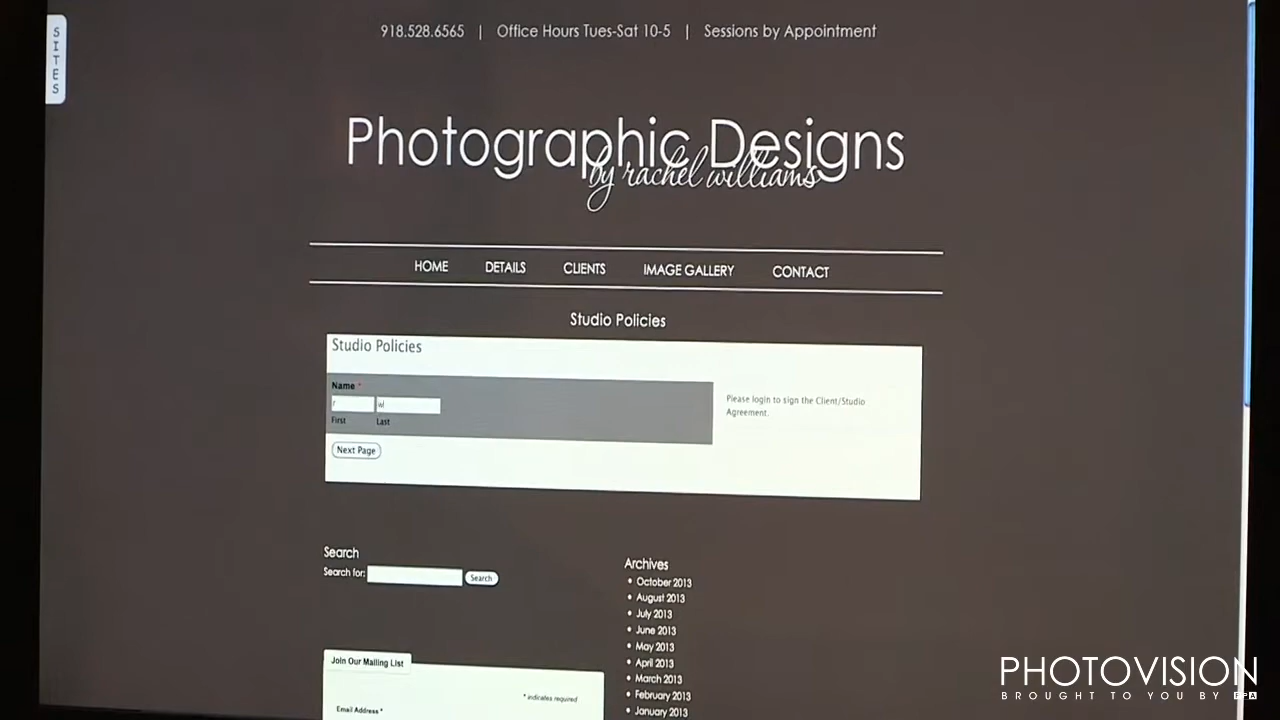 SITES
918.528.6565 | Office Hours Tues-Sat 10-5 | Sessions by Appointment
Photographic Designs
by rachel williams
HOME DETAILS CLIENTS IMAGE GALLERY CONTACT
Studio Policies
Studio Policies
Name *
r w
First Last
Please login to sign the Client/Studio
Agreement.
Next Page
Search
Search for: Search
Archives
• October 2013
• August 2013
• July 2013
• June 2013
• May 2013
• April 2013
• March 2013
• February 2013
• January 2013
Join Our Mailing List
* indicates required
Email Address *
PHOTOVISION
BROUGHT TO YOU BY PPA